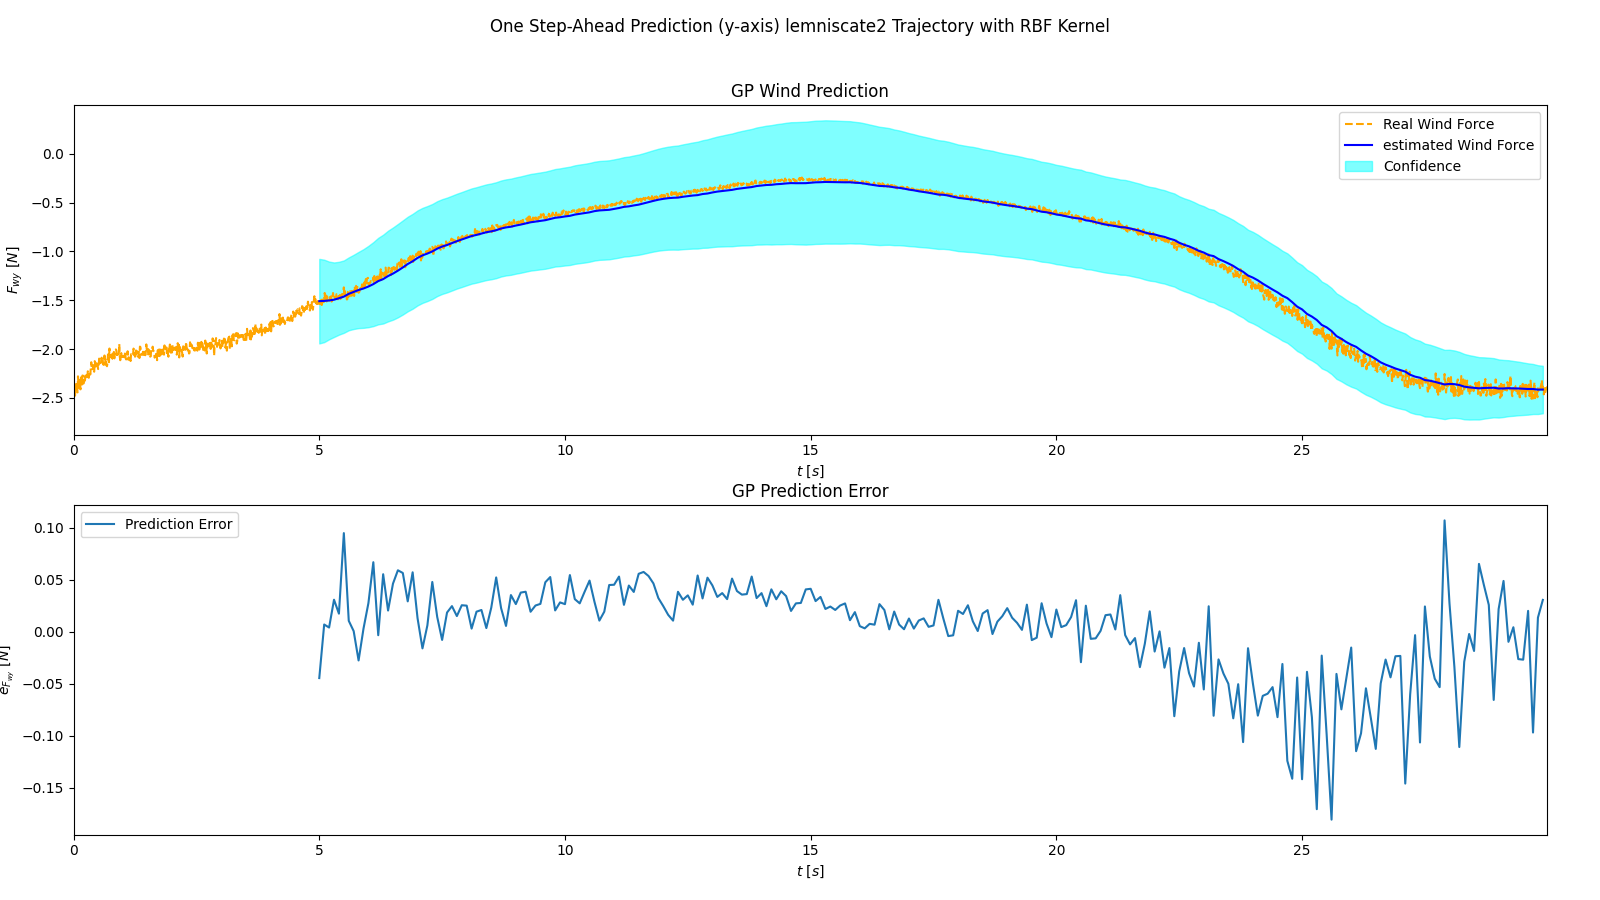 One Step-Ahead Prediction (y-axis) lemniscate2 Trajectory with RBF Kernel
GP Wind Prediction
Real Wind Force
estimated Wind Force
Confidence
F_wy [N]
0.0
−0.5
−1.0
−1.5
−2.0
−2.5
0 5 10 15 20 25
t [s]
GP Prediction Error
Prediction Error
e_F_wy [N]
0.10
0.05
0.00
−0.05
−0.10
−0.15
0 5 10 15 20 25
t [s]